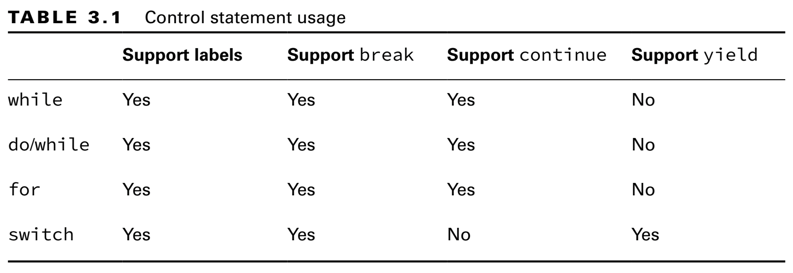 TABLE 3.1 Control statement usage
Support labels Support break Support continue Support yield
while Yes Yes Yes No
do/while Yes Yes Yes No
for Yes Yes Yes No
switch Yes Yes No Yes